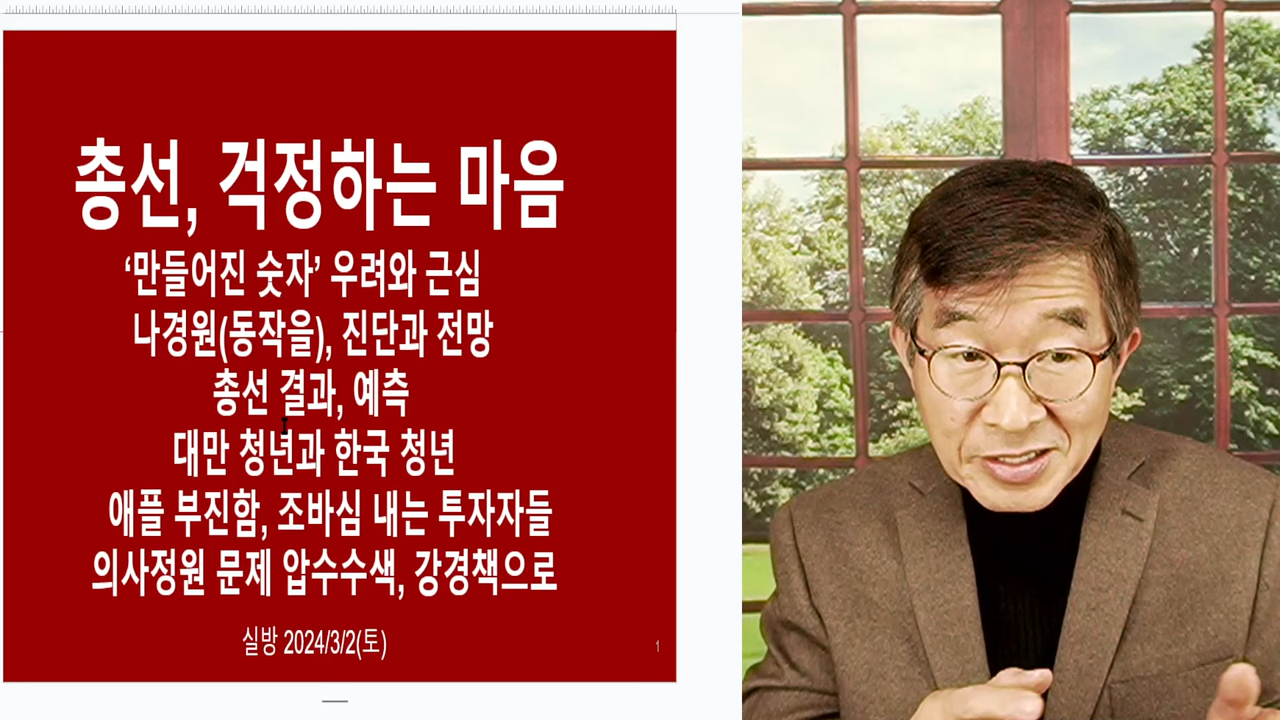 총선, 걱정하는 마음
‘만들어진 숫자’ 우려와 근심
나경원(동작을), 진단과 전망
총선 결과, 예측
대만 청년과 한국 청년
애플 부진함, 조바심 내는 투자자들
의사정원 문제 압수수색, 강경책으로
실방 2024/3/2(토)
1